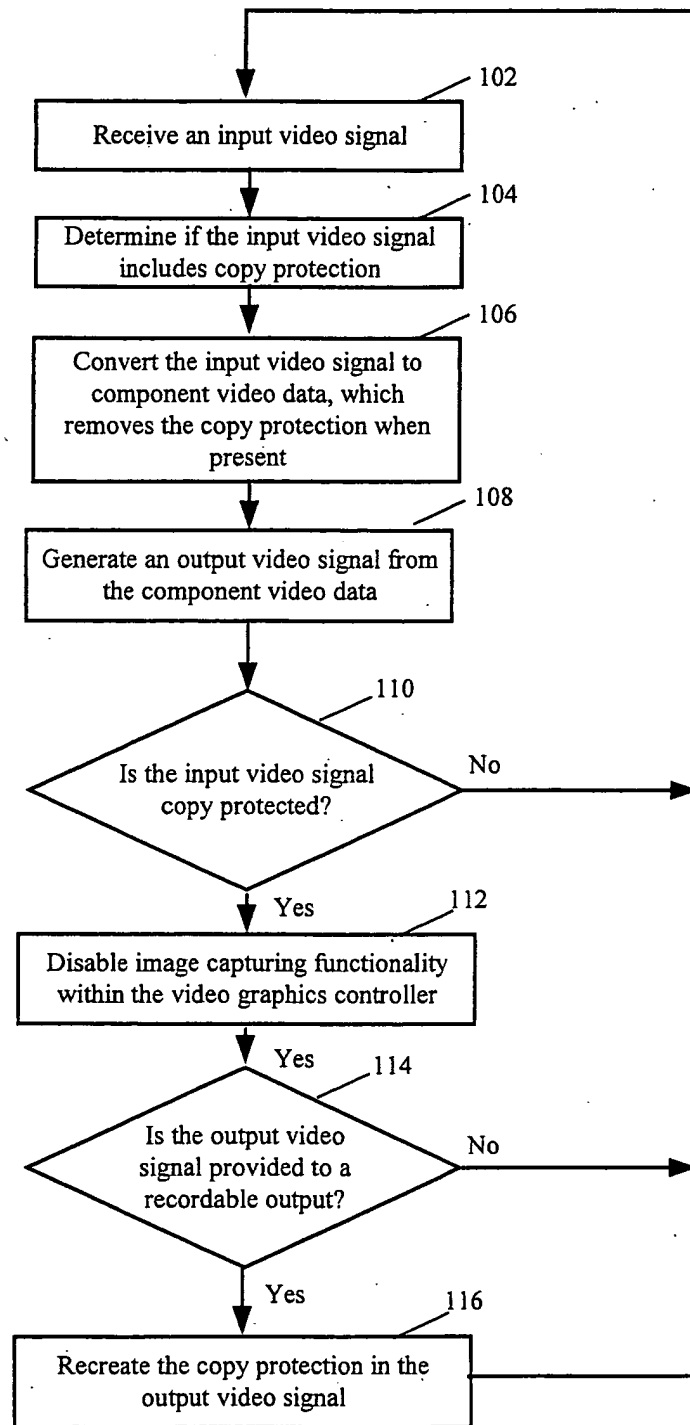 102
Receive an input video signal
104
Determine if the input video signal
includes copy protection
106
Convert the input video signal to
component video data, which
removes the copy protection when
present
108
Generate an output video signal from
the component video data
110
Is the input video signal
copy protected?
No
Yes
112
Disable image capturing functionality
within the video graphics controller
Yes
114
Is the output video
signal provided to a
recordable output?
No
Yes
116
Recreate the copy protection in the
output video signal